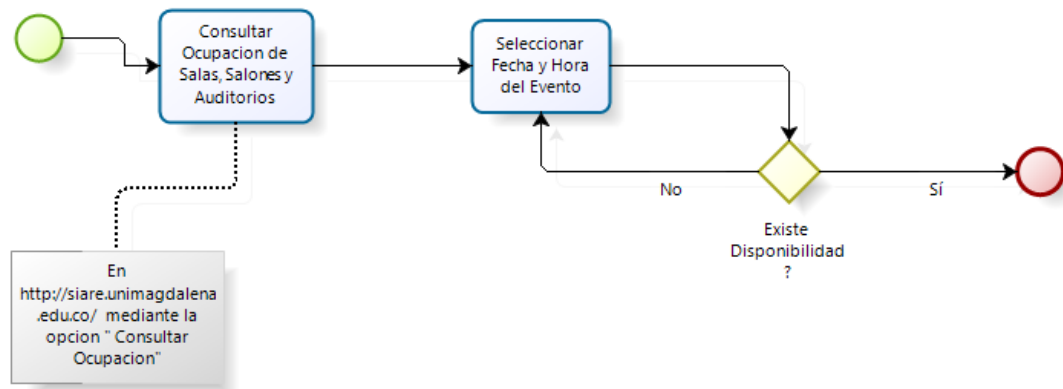 Consultar
Ocupacion de
Salas, Salones y
Auditorios
Seleccionar
Fecha y Hora
del Evento
No
Sí
Existe
Disponibilidad
?
En
http://siare.unimagdalena
.edu.co/ mediante la
opcion " Consultar
Ocupacion"